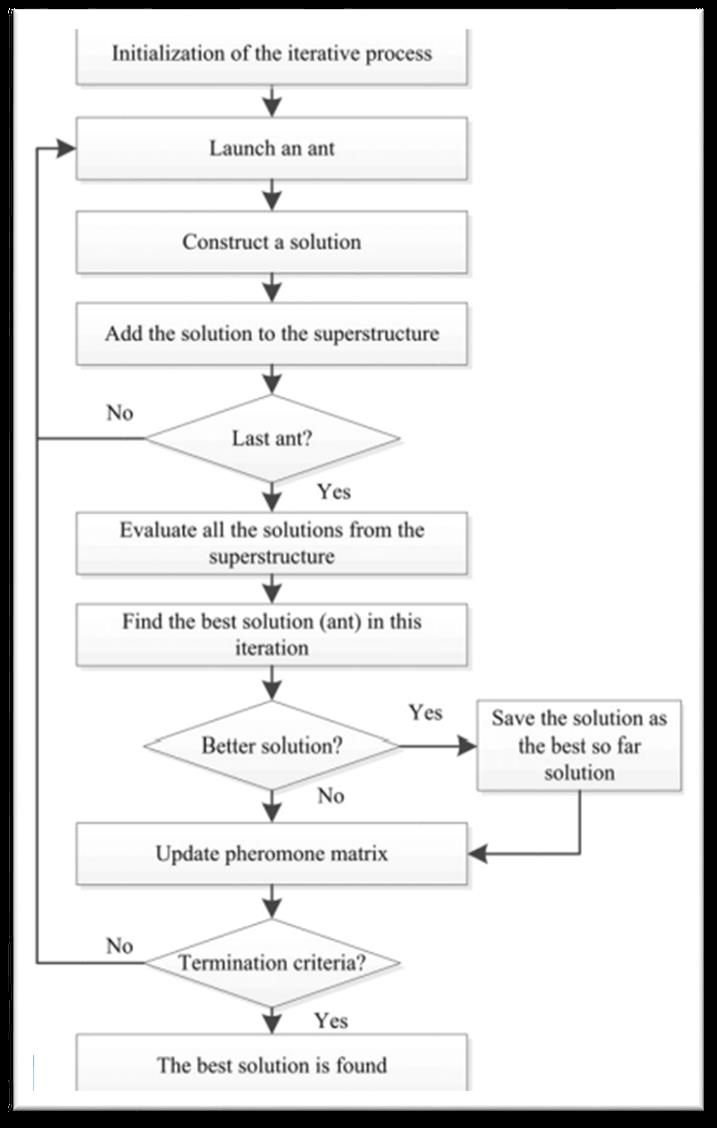 Initialization of the iterative process
Launch an ant
Construct a solution
Add the solution to the superstructure
No
Last ant?
Yes
Evaluate all the solutions from the
superstructure
Find the best solution (ant) in this
iteration
Yes
Better solution?
Save the solution as
the best so far
solution
No
Update pheromone matrix
No
Termination criteria?
Yes
The best solution is found